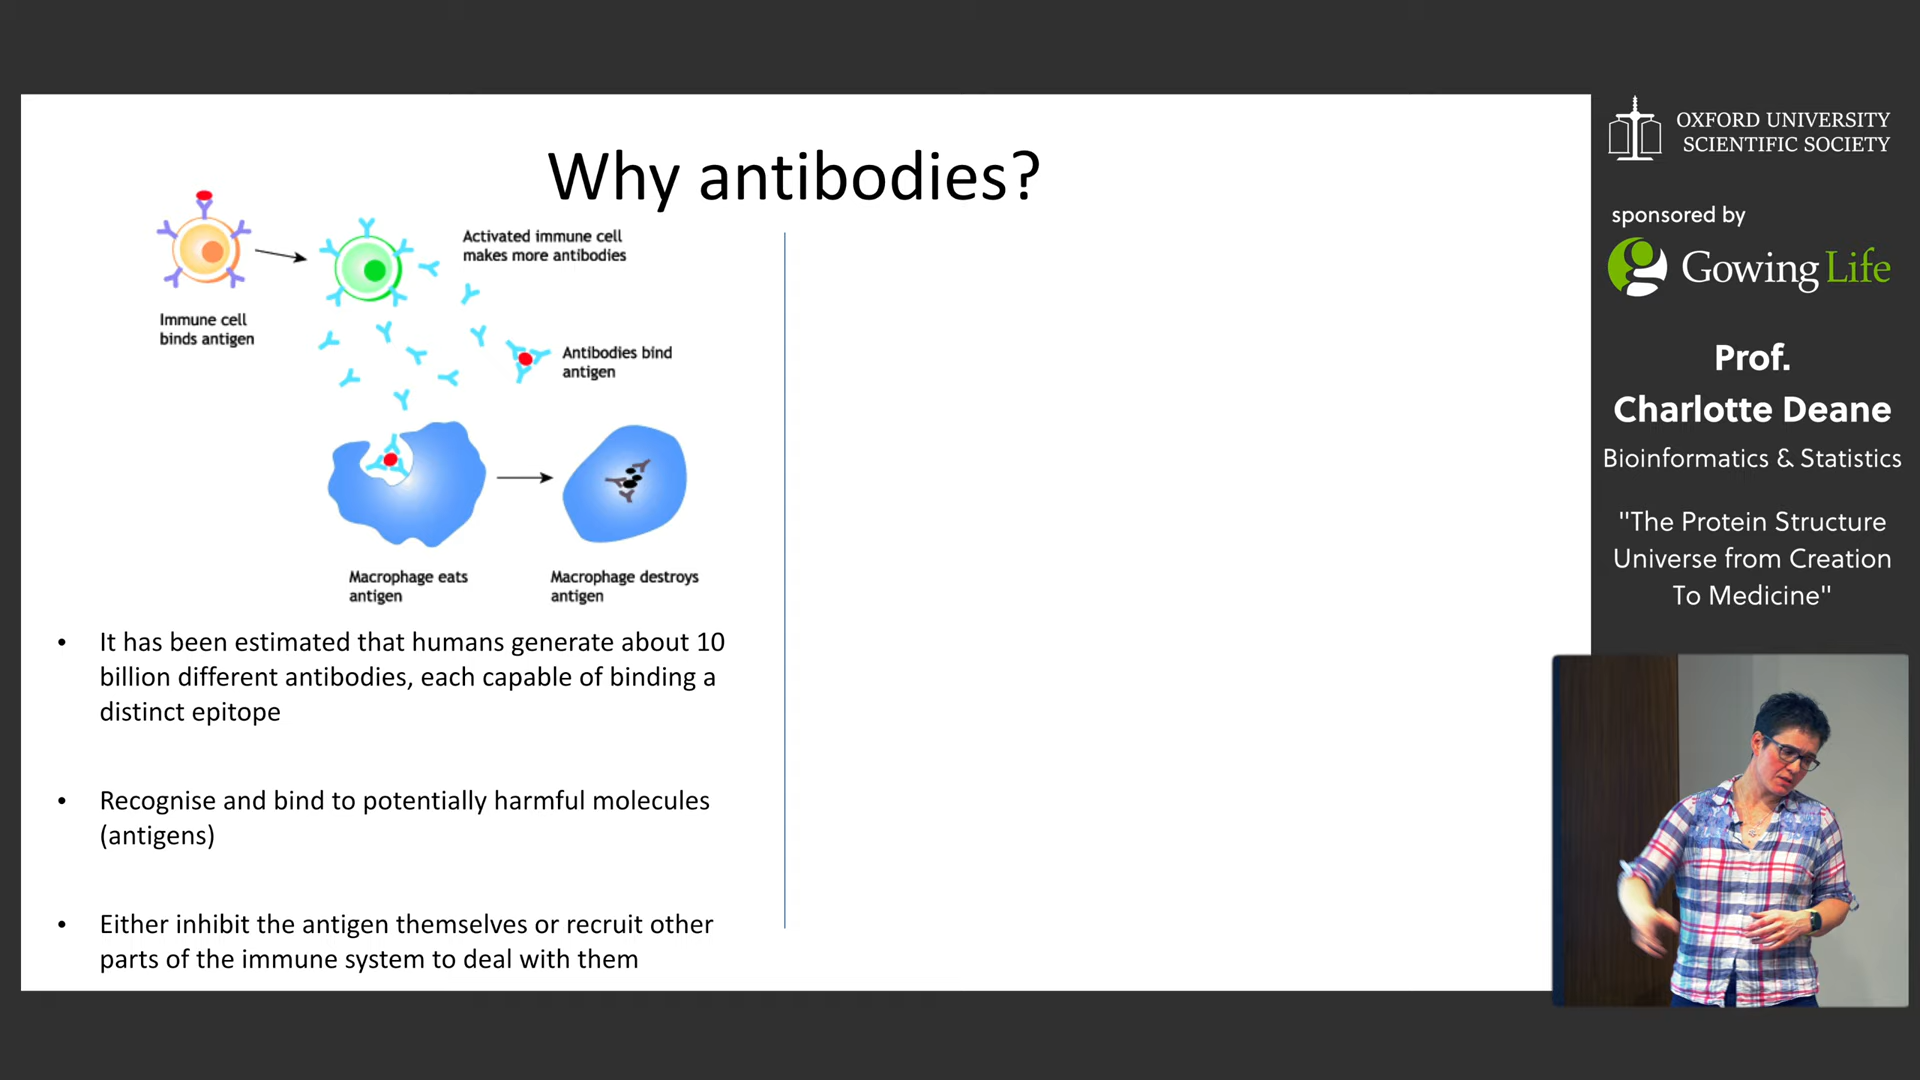 Why antibodies?
Activated immune cell
makes more antibodies
Immune cell
binds antigen
Antibodies bind
antigen
Macrophage eats
antigen
Macrophage destroys
antigen
• It has been estimated that humans generate about 10
billion different antibodies, each capable of binding a
distinct epitope
• Recognise and bind to potentially harmful molecules
(antigens)
• Either inhibit the antigen themselves or recruit other
parts of the immune system to deal with them
OXFORD UNIVERSITY
SCIENTIFIC SOCIETY
sponsored by
Gowing Life
Prof.
Charlotte Deane
Bioinformatics & Statistics
"The Protein Structure
Universe from Creation
To Medicine"